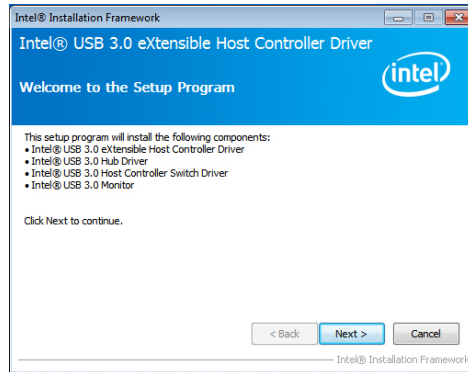 Intel® Installation Framework
Intel® USB 3.0 eXtensible Host Controller Driver
Welcome to the Setup Program
intel
This setup program will install the following components:
• Intel® USB 3.0 eXtensible Host Controller Driver
• Intel® USB 3.0 Hub Driver
• Intel® USB 3.0 Host Controller Switch Driver
• Intel® USB 3.0 Monitor
Click Next to continue.
< Back Next > Cancel
Intel® Installation Framework